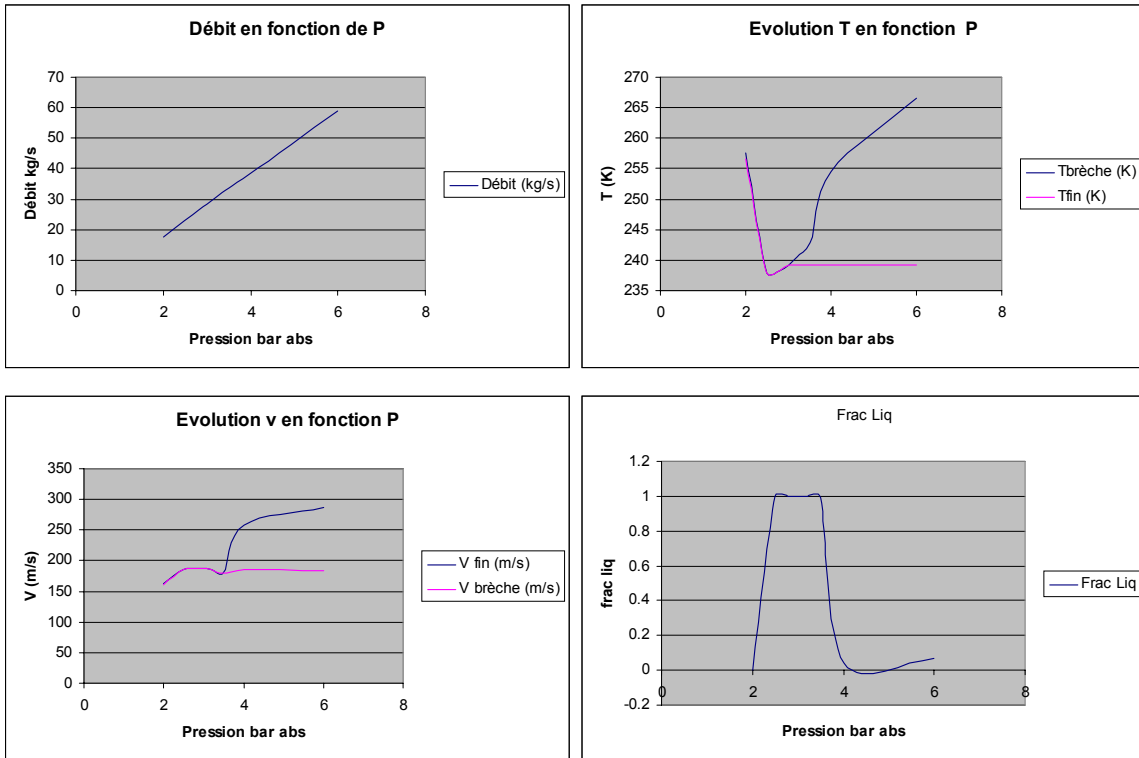 Débit en fonction de P
70
60
50
40
30
20
10
0
0 2 4 6 8
Débit kg/s
Pression bar abs
Débit (kg/s)
Evolution T en fonction P
270
265
260
255
250
245
240
235
0 2 4 6 8
T (K)
Pression bar abs
Tbrèche (K)
Tfin (K)
Evolution v en fonction P
350
300
250
200
150
100
50
0
0 2 4 6 8
V (m/s)
Pression bar abs
V fin (m/s)
V brèche (m/s)
Frac Liq
1.2
1
0.8
0.6
0.4
0.2
0
-0.2
0 2 4 6 8
frac liq
Pression bar abs
Frac Liq